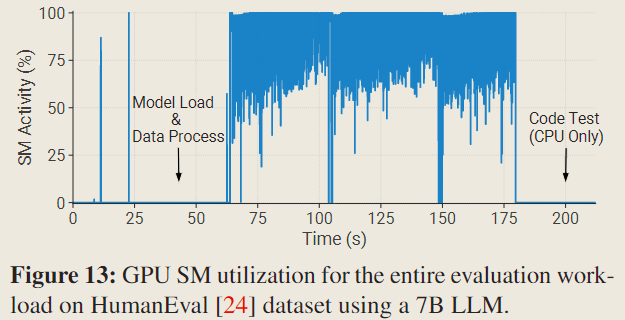 100
75
50
25
0
SM Activity (%)
Model Load
&
Data Process
Code Test
(CPU Only)
0 25 50 75 100 125 150 175 200
Time (s)
Figure 13: GPU SM utilization for the entire evaluation work-
load on HumanEval [24] dataset using a 7B LLM.